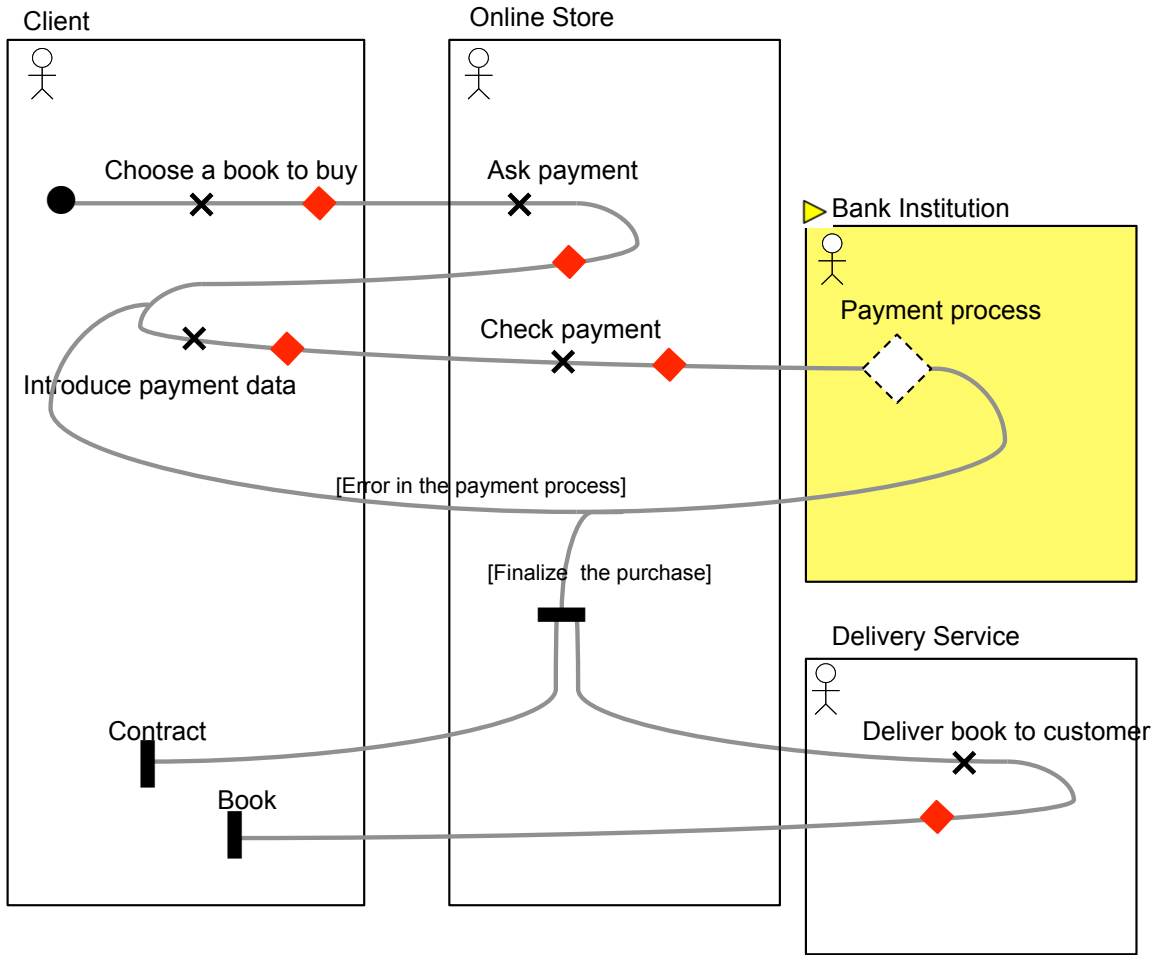 Client
Online Store
Choose a book to buy
Ask payment
Bank Institution
Payment process
Check payment
Introduce payment data
[Error in the payment process]
[Finalize  the purchase]
Delivery Service
Contract
Deliver book to customer
Book